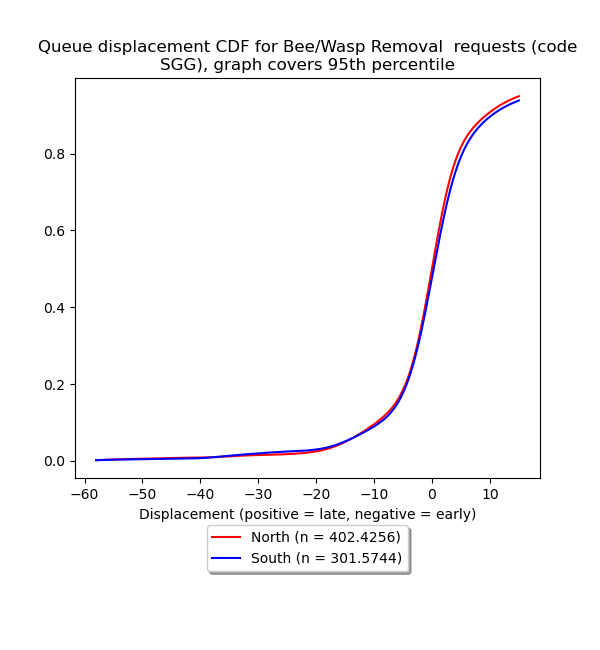 Queue displacement CDF for Bee/Wasp Removal  requests (code
SGG), graph covers 95th percentile
0.8
0.6
0.4
0.2
0.0
−60 −50 −40 −30 −20 −10 0 10
Displacement (positive = late, negative = early)
North (n = 402.4256)
South (n = 301.5744)